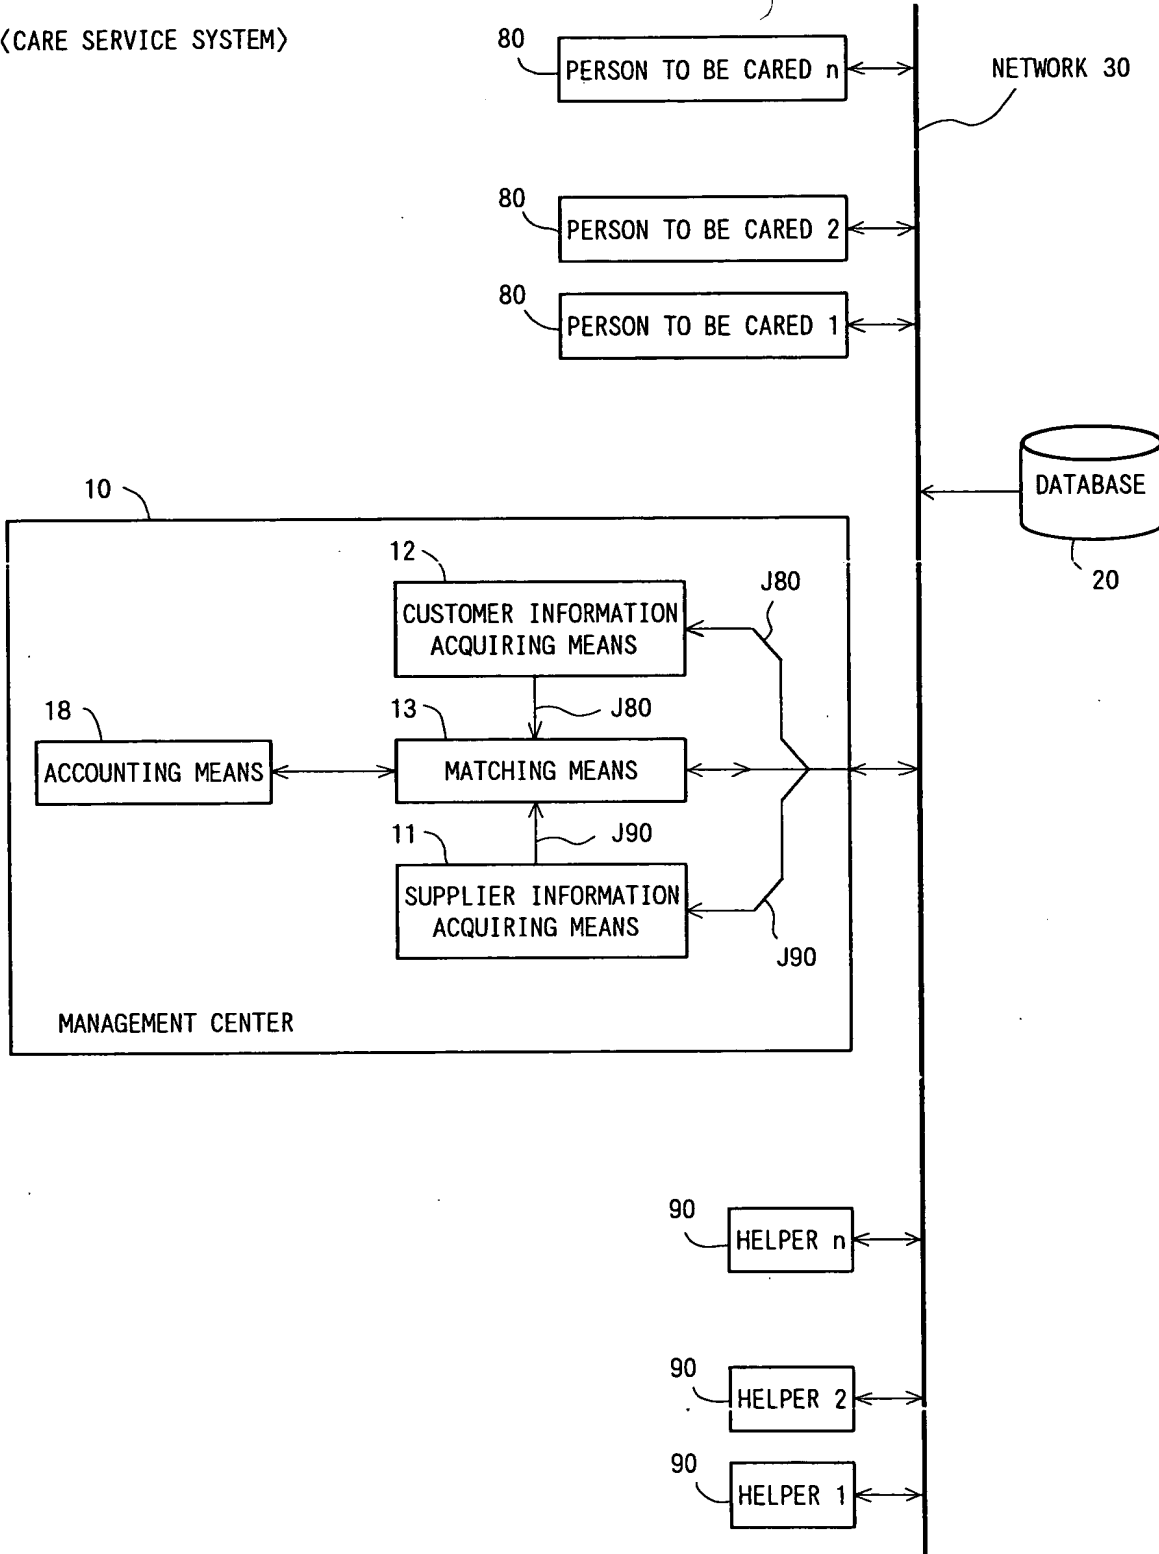 〈CARE SERVICE SYSTEM〉
80
PERSON TO BE CARED n
NETWORK 30
80
PERSON TO BE CARED 2
80
PERSON TO BE CARED 1
DATABASE
20
10
12
CUSTOMER INFORMATION
ACQUIRING MEANS
J80
J80
18
13
ACCOUNTING MEANS
MATCHING MEANS
11
J90
SUPPLIER INFORMATION
ACQUIRING MEANS
J90
MANAGEMENT CENTER
90
HELPER n
90
HELPER 2
90
HELPER 1